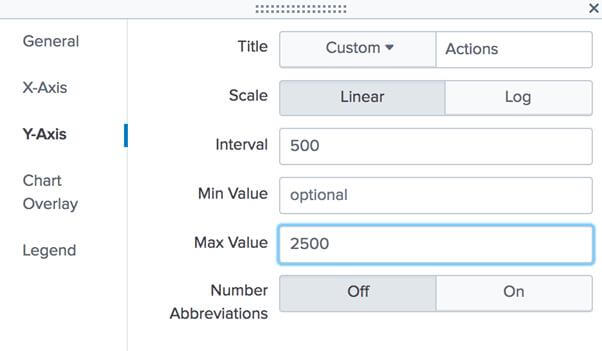 General
X-Axis
Y-Axis
Chart
Overlay
Legend
Title Custom Actions
Scale Linear Log
Interval 500
Min Value optional
Max Value 2500
Number
Abbreviations Off On